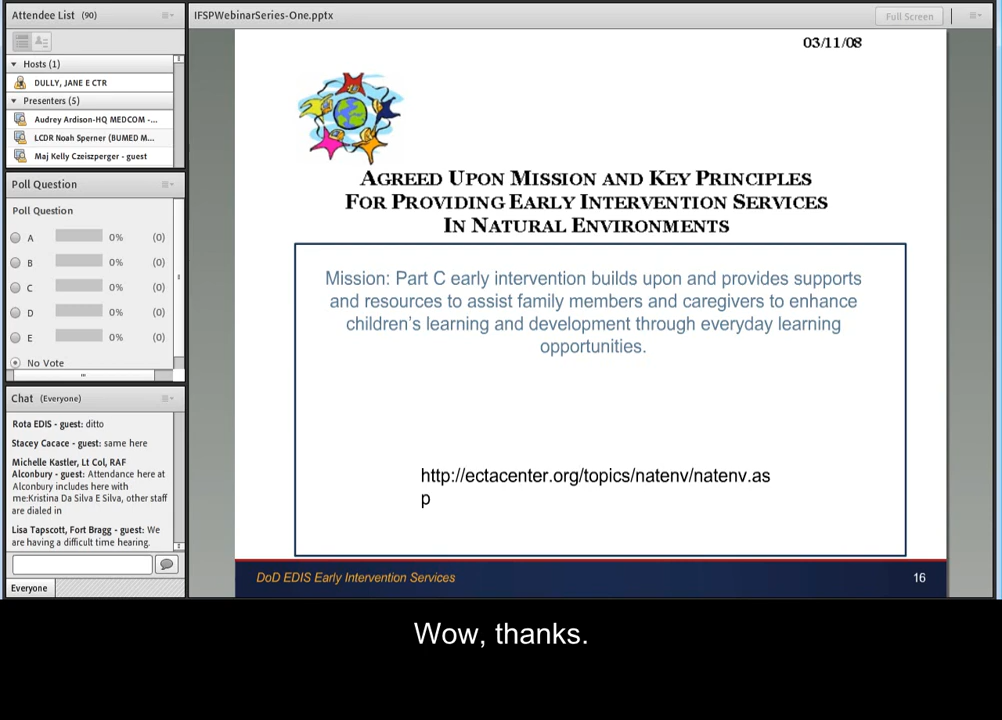 Attendee List (90)
Hosts (1)
DULLY, JANE E CTR
Presenters (5)
Audrey Ardison-HQ MEDCOM -...
LCDR Noah Sperner (BUMED M...
Maj Kelly Czeiszperger - guest
Poll Question
Poll Question
A 0% (0)
B 0% (0)
C 0% (0)
D 0% (0)
E 0% (0)
No Vote
Chat (Everyone)
Rota EDIS - guest: ditto
Stacey Cacace - guest: same here
Michelle Kastler, Lt Col, RAF
Alconbury - guest: Attendance here at
Alconbury includes here with
me:Kristina Da Silva E Silva, other staff
are dialed in
Lisa Tapscott, Fort Bragg - guest: We
are having a difficult time hearing.
Everyone
IFSPWebinarSeries-One.pptx
Full Screen
03/11/08
AGREED UPON MISSION AND KEY PRINCIPLES
FOR PROVIDING EARLY INTERVENTION SERVICES
IN NATURAL ENVIRONMENTS
Mission: Part C early intervention builds upon and provides supports
and resources to assist family members and caregivers to enhance
children's learning and development through everyday learning
opportunities.
http://ectacenter.org/topics/natenv/natenv.as
p
DoD EDIS Early Intervention Services
16
Wow, thanks.